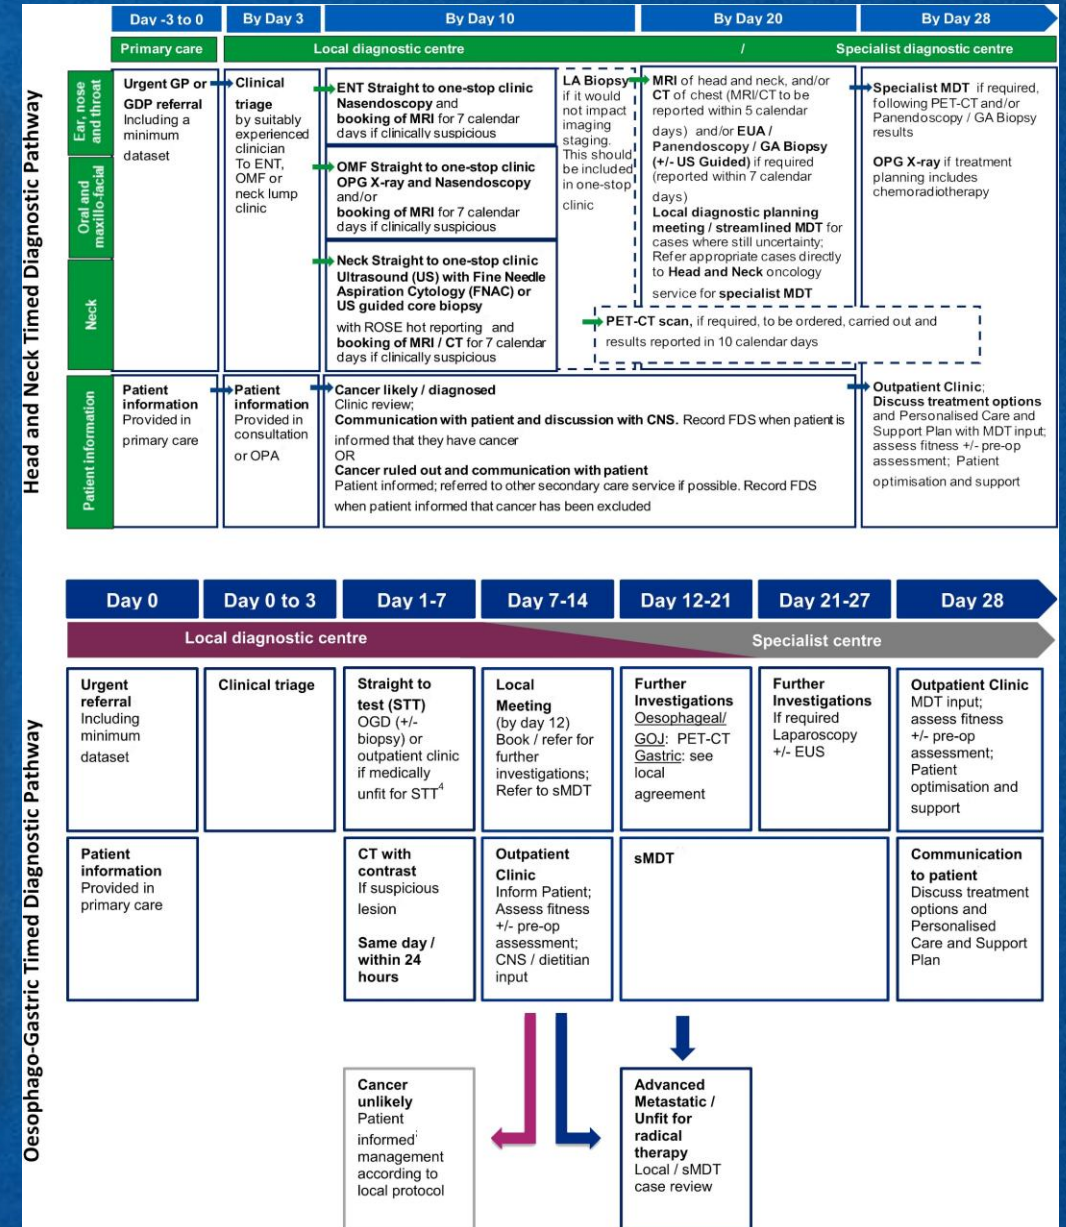 Head and Neck Timed Diagnostic Pathway
Day -3 to 0
By Day 3
By Day 10
By Day 20
By Day 28
Primary care
Local diagnostic centre
/
Specialist diagnostic centre
Ear, nose
and throat
Oral and
maxillo-facial
Neck
Urgent GP or
GDP referral
Including a
minimum
dataset
Clinical
triage
by suitably
experienced
clinician
To ENT,
OMF or
neck lump
clinic
ENT Straight to one-stop clinic
Nasendoscopy and
booking of MRI for 7 calendar
days if clinically suspicious
OMF Straight to one-stop clinic
OPG X-ray and Nasendoscopy
and/or
booking of MRI for 7 calendar
days if clinically suspicious
Neck Straight to one-stop clinic
Ultrasound (US) with Fine Needle
Aspiration Cytology (FNAC) or
US guided core biopsy
with ROSE hot reporting and
booking of MRI / CT for 7 calendar
days if clinically suspicious
LA Biopsy
if it would
not impact
imaging
staging.
This should
be included
in one-stop
clinic
MRI of head and neck, and/or
CT of chest (MRI/CT to be
reported within 5 calendar
days) and/or EUA /
Panendoscopy / GA Biopsy
(+/- US Guided) if required
(reported within 7 calendar
days)
Local diagnostic planning
meeting / streamlined MDT for
cases where still uncertainty;
Refer appropriate cases directly
to Head and Neck oncology
service for specialist MDT
PET-CT scan, if required, to be ordered, carried out and
results reported in 10 calendar days
Specialist MDT if required,
following PET-CT and/or
Panendoscopy / GA Biopsy
results
OPG X-ray if treatment
planning includes
chemoradiotherapy
Patient information
Patient
information
Provided in
primary care
Patient
information
Provided in
consultation
or OPA
Cancer likely / diagnosed
Clinic review;
Communication with patient and discussion with CNS. Record FDS when patient is
informed that they have cancer
OR
Cancer ruled out and communication with patient
Patient informed; referred to other secondary care service if possible. Record FDS
when patient informed that cancer has been excluded
Outpatient Clinic;
Discuss treatment options
and Personalised Care and
Support Plan with MDT input;
assess fitness +/- pre-op
assessment; Patient
optimisation and support
Oesophago-Gastric Timed Diagnostic Pathway
Day 0
Day 0 to 3
Day 1-7
Day 7-14
Day 12-21
Day 21-27
Day 28
Local diagnostic centre
Specialist centre
Urgent
referral
Including
minimum
dataset
Clinical triage
Straight to
test (STT)
OGD (+/-
biopsy) or
outpatient clinic
if medically
unfit for STT4
Local
Meeting
(by day 12)
Book / refer for
further
investigations;
Refer to sMDT
Further
Investigations
Oesophageal/
GOJ: PET-CT
Gastric: see
local
agreement
Further
Investigations
If required
Laparoscopy
+/- EUS
Outpatient Clinic
MDT input;
assess fitness
+/- pre-op
assessment;
Patient
optimisation and
support
Patient
information
Provided in
primary care
CT with
contrast
If suspicious
lesion
Same day /
within 24
hours
Outpatient
Clinic
Inform Patient;
Assess fitness
+/- pre-op
assessment;
CNS / dietitian
input
sMDT
Communication
to patient
Discuss treatment
options and
Personalised
Care and Support
Plan
Cancer
unlikely
Patient
informed;
management
according to
local protocol
Advanced
Metastatic /
Unfit for
radical
therapy
Local / sMDT
case review